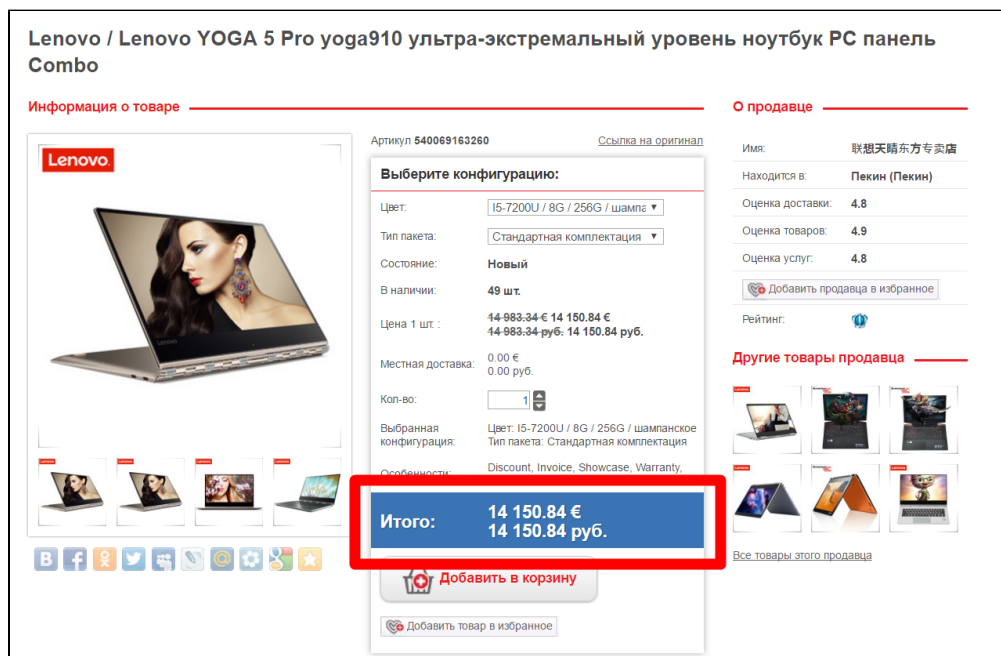 Lenovo / Lenovo YOGA 5 Pro yoga910 ультра-экстремальный уровень ноутбук PC панель
Combo
Информация о товаре
Lenovo.
Артикул 540069163260
Ссылка на оригинал
Выберите конфигурацию:
Цвет:
I5-7200U / 8G / 256G / шампа
Тип пакета:
Стандартная комплектация
Состояние:
Новый
В наличии:
49 шт.
Цена 1 шт. :
14 983.34 € 14 150.84 €
14 983.34 руб. 14 150.84 руб.
Местная доставка:
0.00 €
0.00 руб.
Кол-во:
1
Выбранная
конфигурация:
Цвет: I5-7200U / 8G / 256G / шампанское
Тип пакета: Стандартная комплектация
Особенности:
Discount, Invoice, Showcase, Warranty,
Итого:
14 150.84 €
14 150.84 руб.
Добавить в корзину
Добавить товар в избранное
О продавце
Имя:
联想天晴东方专卖店
Находится в:
Пекин (Пекин)
Оценка доставки:
4.8
Оценка товаров:
4.9
Оценка услуг:
4.8
Добавить продавца в избранное
Рейтинг:
Другие товары продавца
Все товары этого продавца